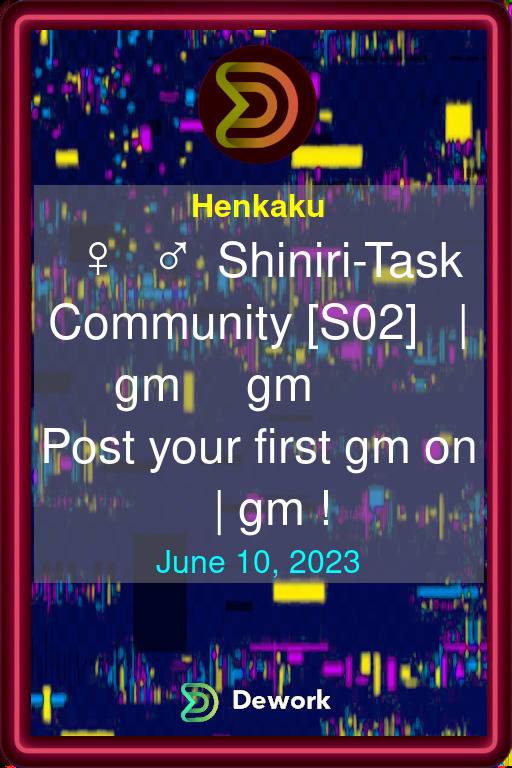 Henkaku
♀ ♂ Shiniri-Task
Community [S02] |
gm gm
Post your first gm on
| gm !
June 10, 2023
Dework